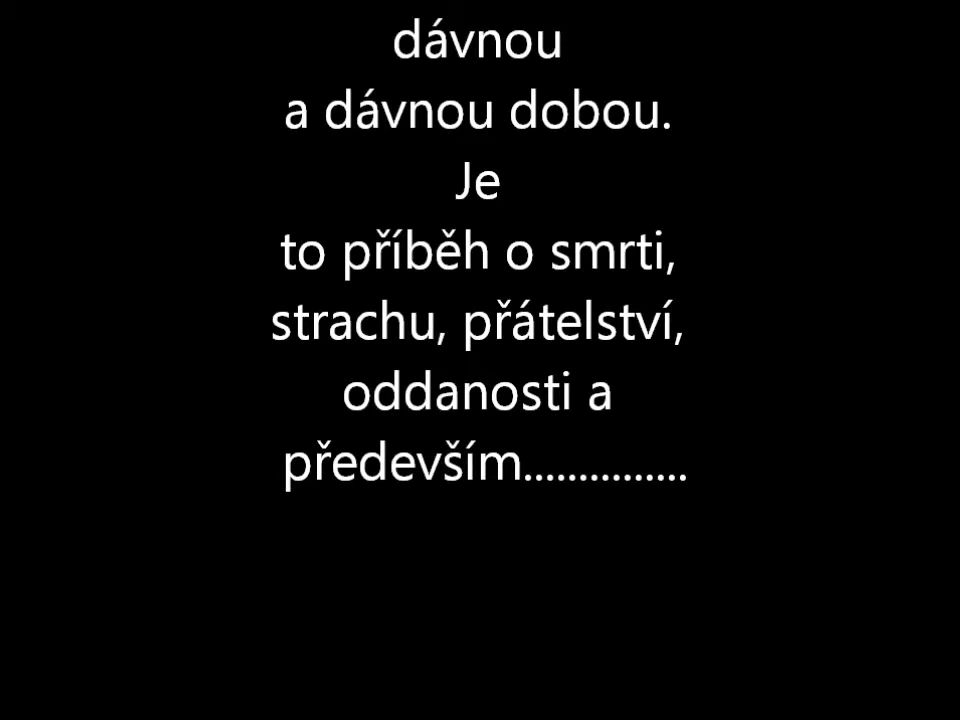 dávnou
a dávnou dobou.
Je
to příběh o smrti,
strachu, přátelství,
oddanosti a
především...............